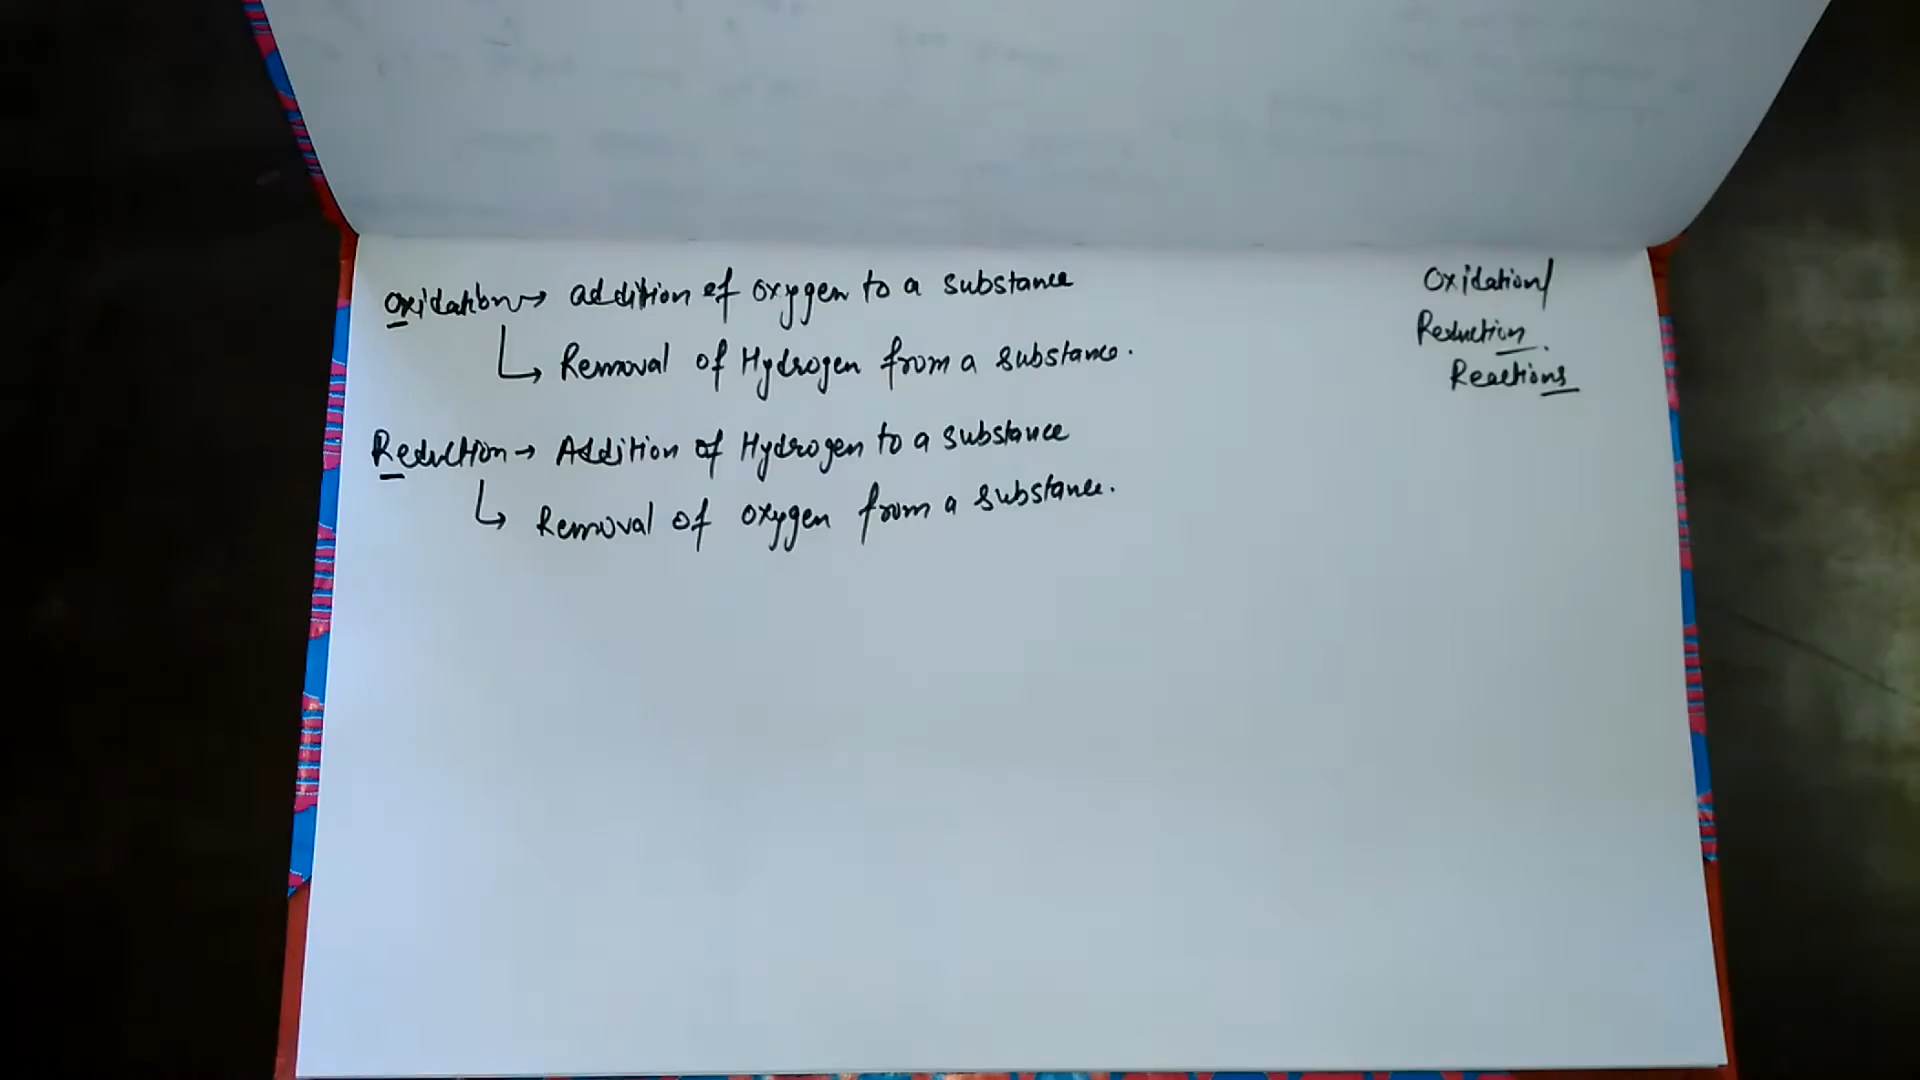 Oxidation → addition of oxygen to a substance
↳ Removal of Hydrogen from a substance.
Reduction → Addition of Hydrogen to a substance
↳ Removal of oxygen from a substance.
Oxidation/
Reduction
Reactions